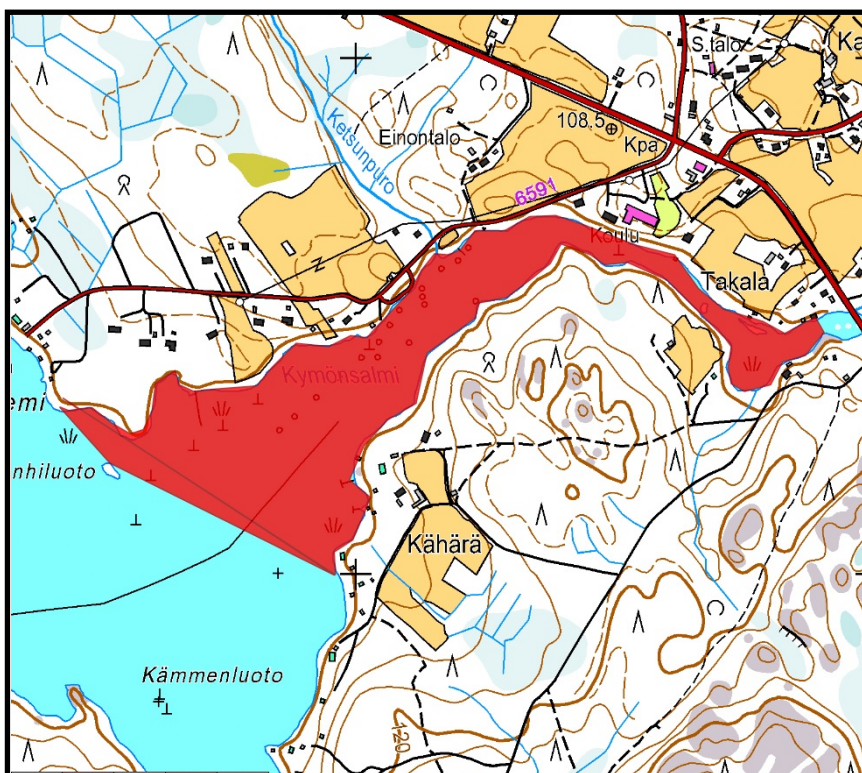 S.talo
Ka
108.5
Einontalo
Kpa
Ketsunpuro
6591
Koulu
Takala
Kymönsalmi
emi
nhiluoto
Kähärä
Kämmenluoto
120